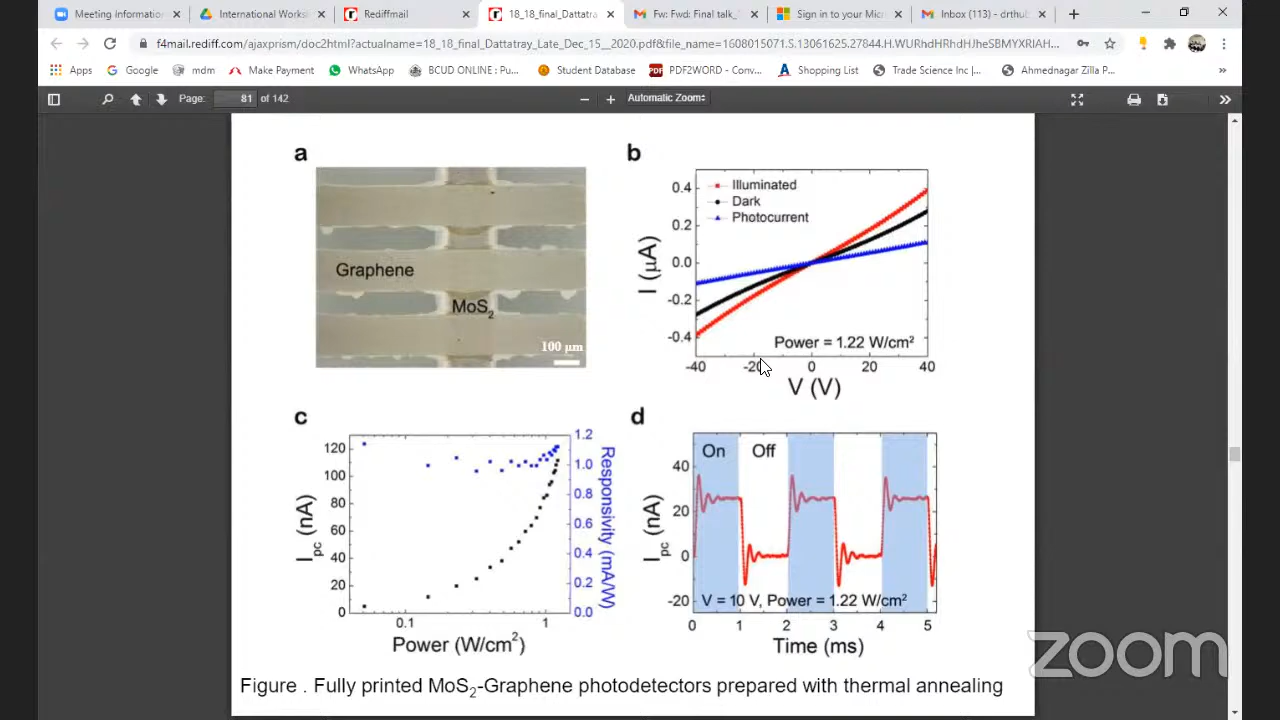 Meeting Information
International Works
Rediffmail
18_18_final_Dattatra
Fw: Fwd: Final talk_
Sign in to your Micr
Inbox (113) - drthub
f4mail.rediff.com/ajaxprism/doc2html?actualname=18_18_final_Dattatray_Late_Dec_15__2020.pdf&file_name=1608015071.S.13061625.27844.H.WURhdHRhdHJheSBMYXRlIAH...
Apps
Google
mdm
Make Payment
WhatsApp
BCUD ONLINE : Pu...
Student Database
PDF2WORD - Conv...
Shopping List
Trade Science Inc |...
Ahmednagar Zilla P...
Page: 81 of 142
Automatic Zoom
a
Graphene
MoS2
100 µm
b
Illuminated
Dark
Photocurrent
0.4
0.2
0.0
-0.2
-0.4
I (µA)
Power = 1.22 W/cm²
-40 -20 0 20 40
V (V)
c
120
100
80
60
40
20
0
Ipc (nA)
1.2
1.0
0.8
0.6
0.4
0.2
0.0
Responsivity (mA/W)
0.1 1
Power (W/cm²)
d
On Off
40
20
0
-20
Ipc (nA)
V = 10 V, Power = 1.22 W/cm²
0 1 2 3 4 5
Time (ms)
zoom
Figure . Fully printed MoS2-Graphene photodetectors prepared with thermal annealing